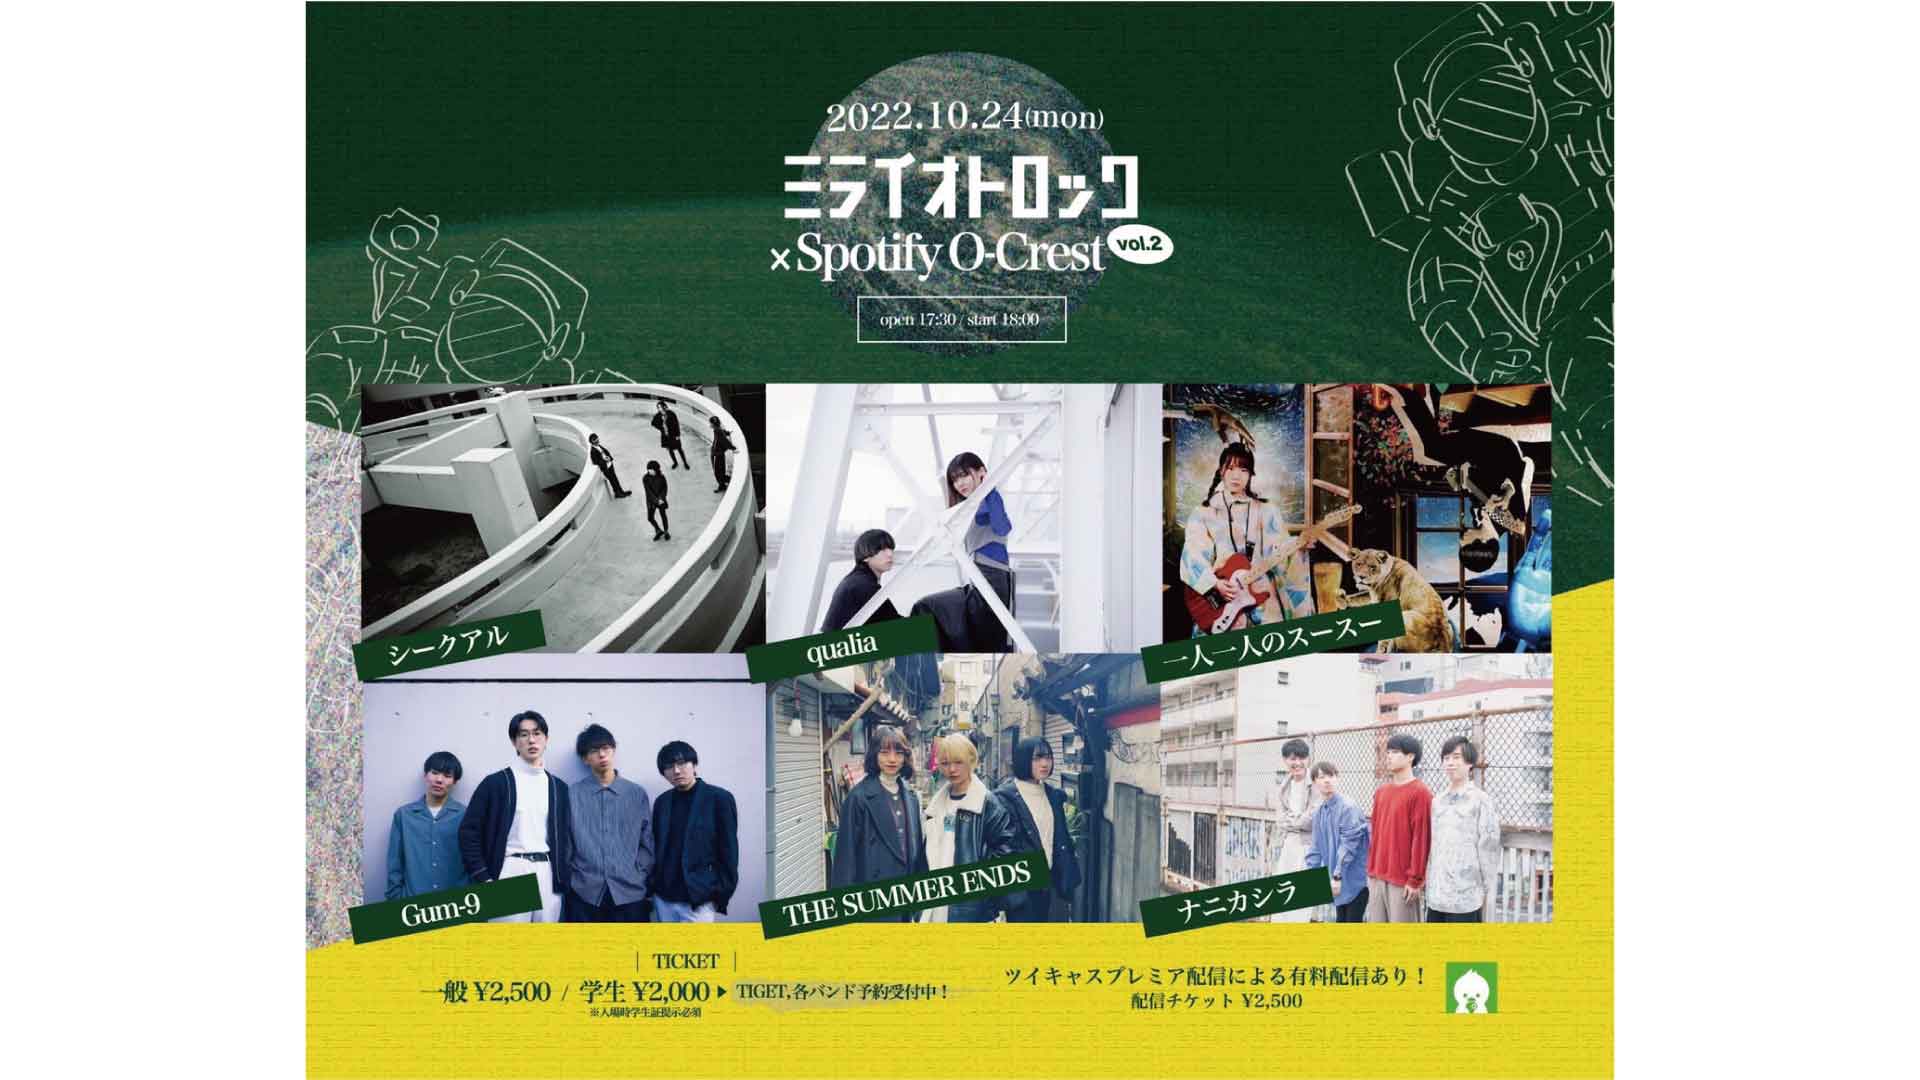 2022.10.24(mon)
ミライオトロック
×Spotify O-Crest vol.2
open 17:30 / start 18:00
シークアル
qualia
一人一人のスースー
Gum-9
THE SUMMER ENDS
ナニカシラ
TICKET
一般 ¥2,500 / 学生 ¥2,000 ▶ TIGET,各バンド予約受付中！
※入場時学生証提示必須
ツイキャスプレミア配信による有料配信あり！
配信チケット ¥2,500